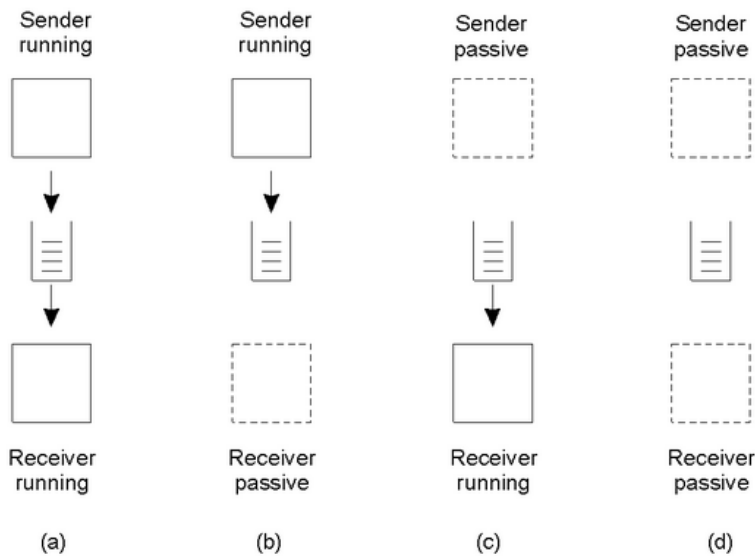 Sender
running
Sender
running
Sender
passive
Sender
passive
Receiver
running
Receiver
passive
Receiver
running
Receiver
passive
(a)
(b)
(c)
(d)